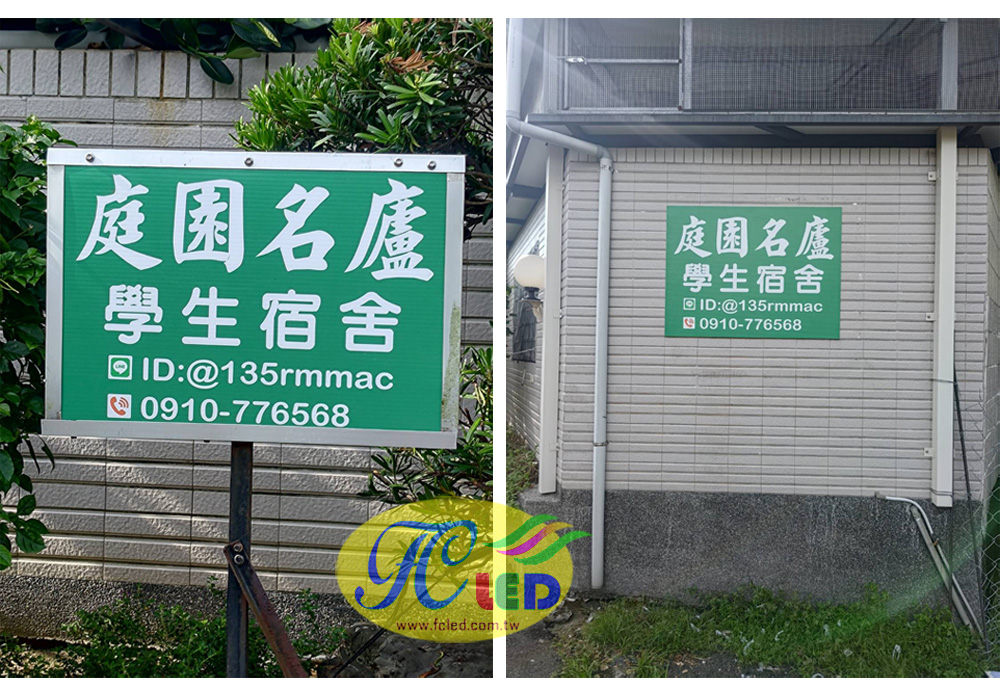 庭園名廬
學生宿舍
LINE ID:@135rmmac
0910-776568
庭園名廬
學生宿舍
ID:@135rmmac
0910-776568
FC LED
www.fcled.com.tw